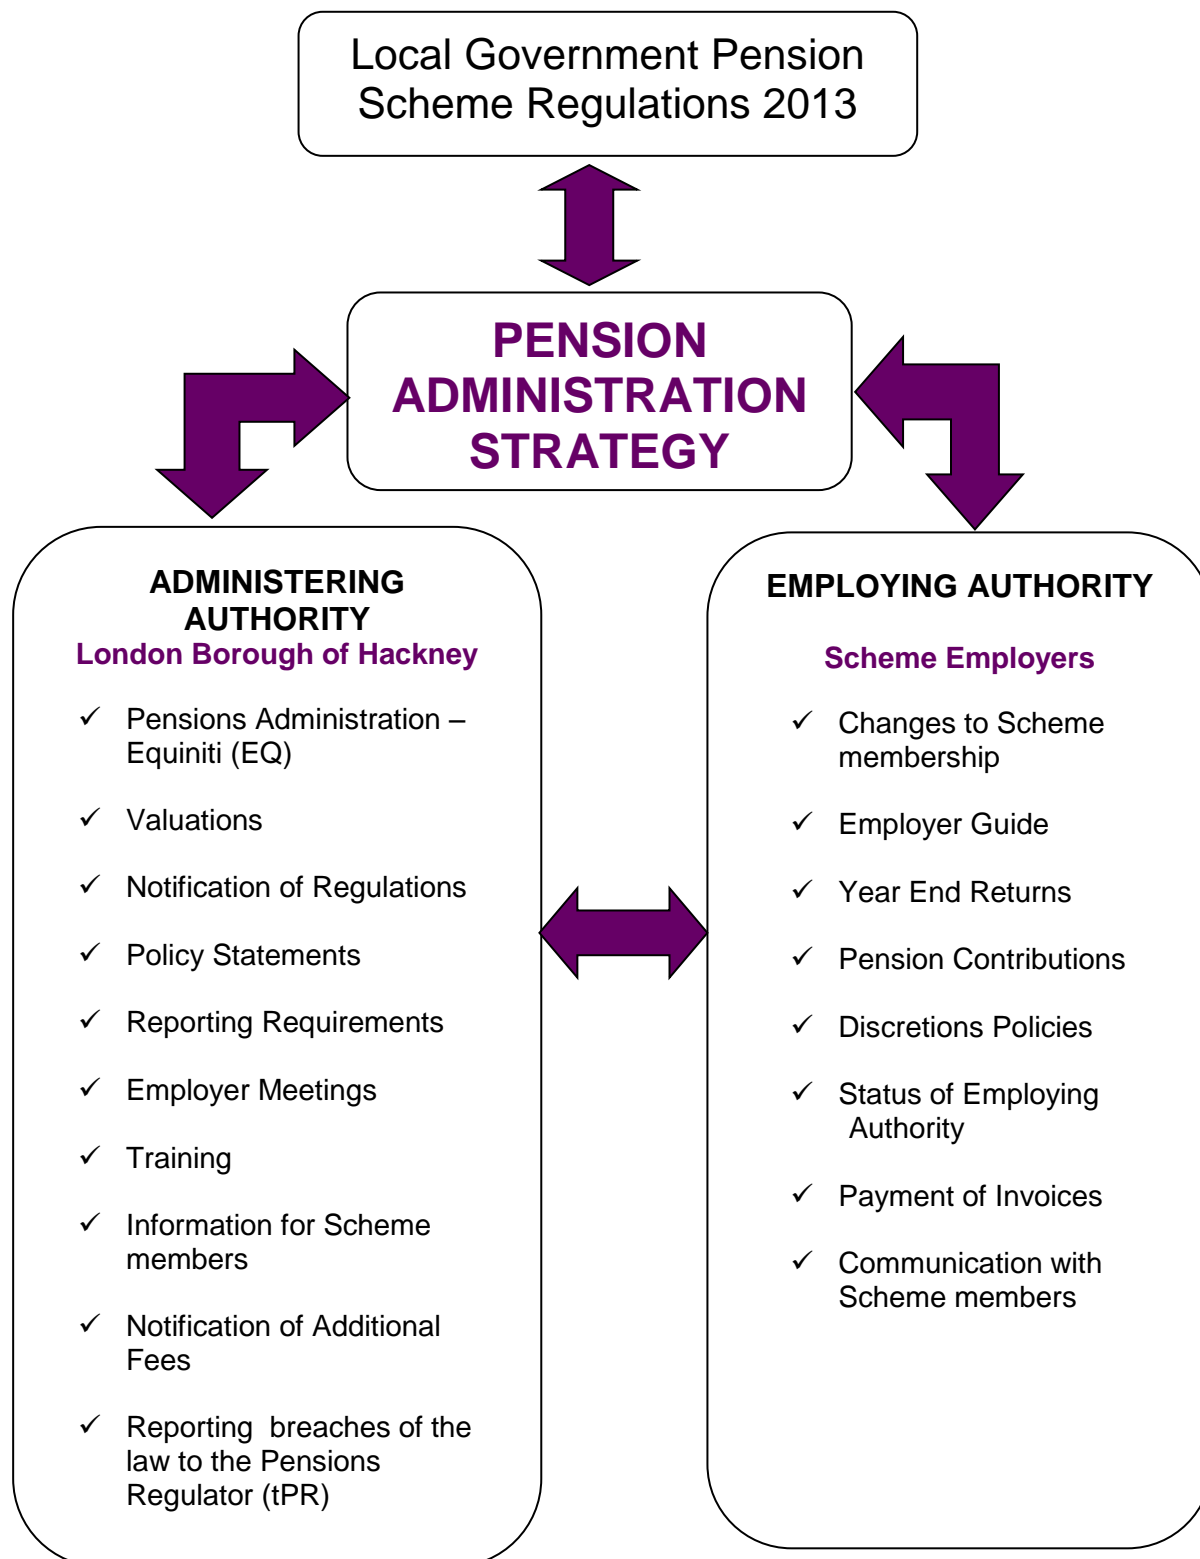 Local Government Pension
Scheme Regulations 2013
PENSION
ADMINISTRATION
STRATEGY
ADMINISTERING
AUTHORITY
London Borough of Hackney
✓ Pensions Administration –
Equiniti (EQ)
✓ Valuations
✓ Notification of Regulations
✓ Policy Statements
✓ Reporting Requirements
✓ Employer Meetings
✓ Training
✓ Information for Scheme
members
✓ Notification of Additional
Fees
✓ Reporting  breaches of the
law to the Pensions
Regulator (tPR)
EMPLOYING AUTHORITY
Scheme Employers
✓ Changes to Scheme
membership
✓ Employer Guide
✓ Year End Returns
✓ Pension Contributions
✓ Discretions Policies
✓ Status of Employing
Authority
✓ Payment of Invoices
✓ Communication with
Scheme members